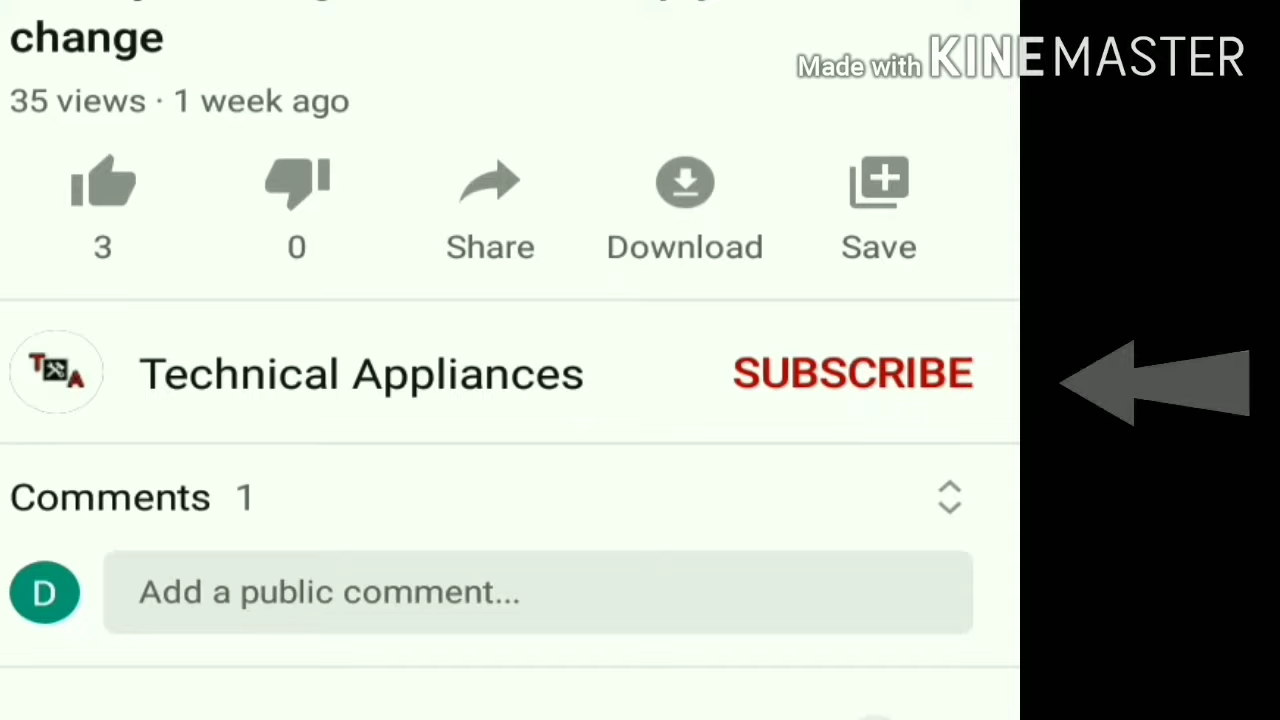 change
Made with KINEMASTER
35 views · 1 week ago
3
0
Share
Download
Save
T A
Technical Appliances
SUBSCRIBE
Comments 1
D
Add a public comment...